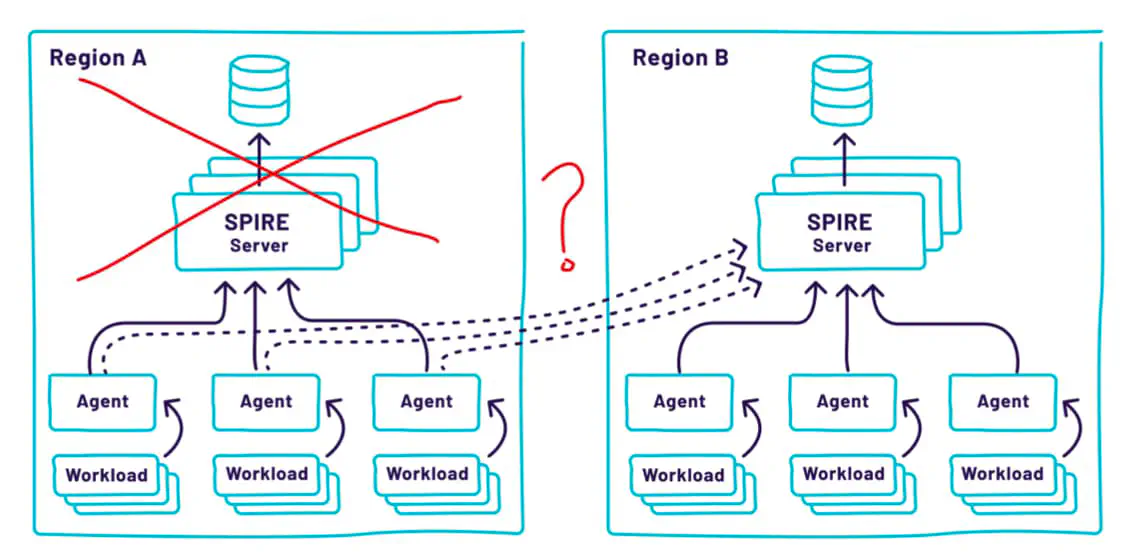 Region A
SPIRE
Server
Agent
Agent
Agent
Workload
Workload
Workload
?
Region B
SPIRE
Server
Agent
Agent
Agent
Workload
Workload
Workload